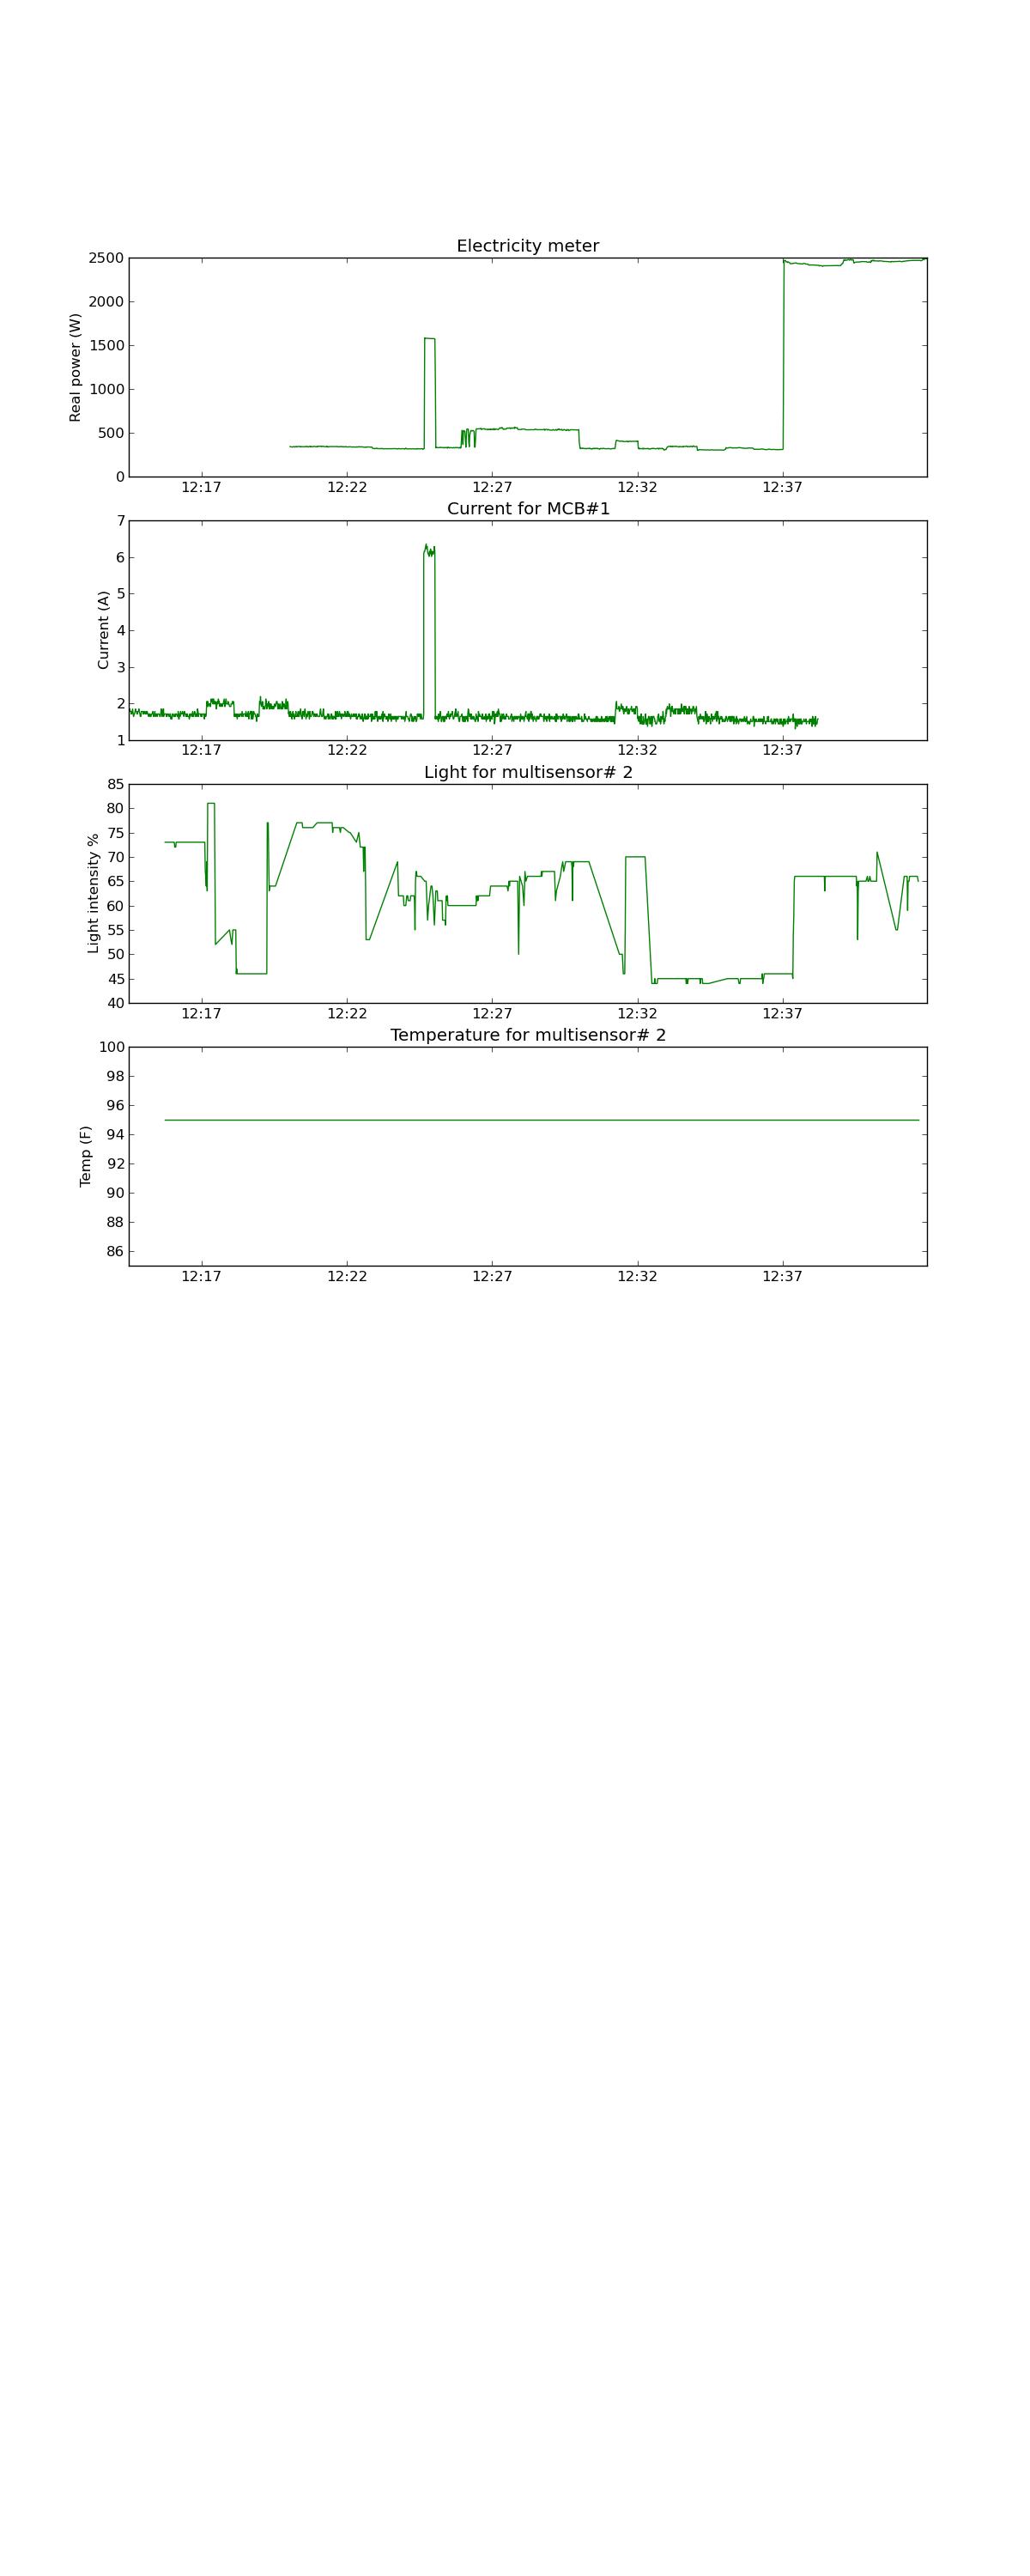 Electricity meter
2500
2000
1500
1000
500
0
Real power (W)
12:17 12:22 12:27 12:32 12:37
Current for MCB#1
7
6
5
4
3
2
1
Current (A)
12:17 12:22 12:27 12:32 12:37
Light for multisensor# 2
85
80
75
70
65
60
55
50
45
40
Light intensity %
12:17 12:22 12:27 12:32 12:37
Temperature for multisensor# 2
100
98
96
94
92
90
88
86
Temp (F)
12:17 12:22 12:27 12:32 12:37